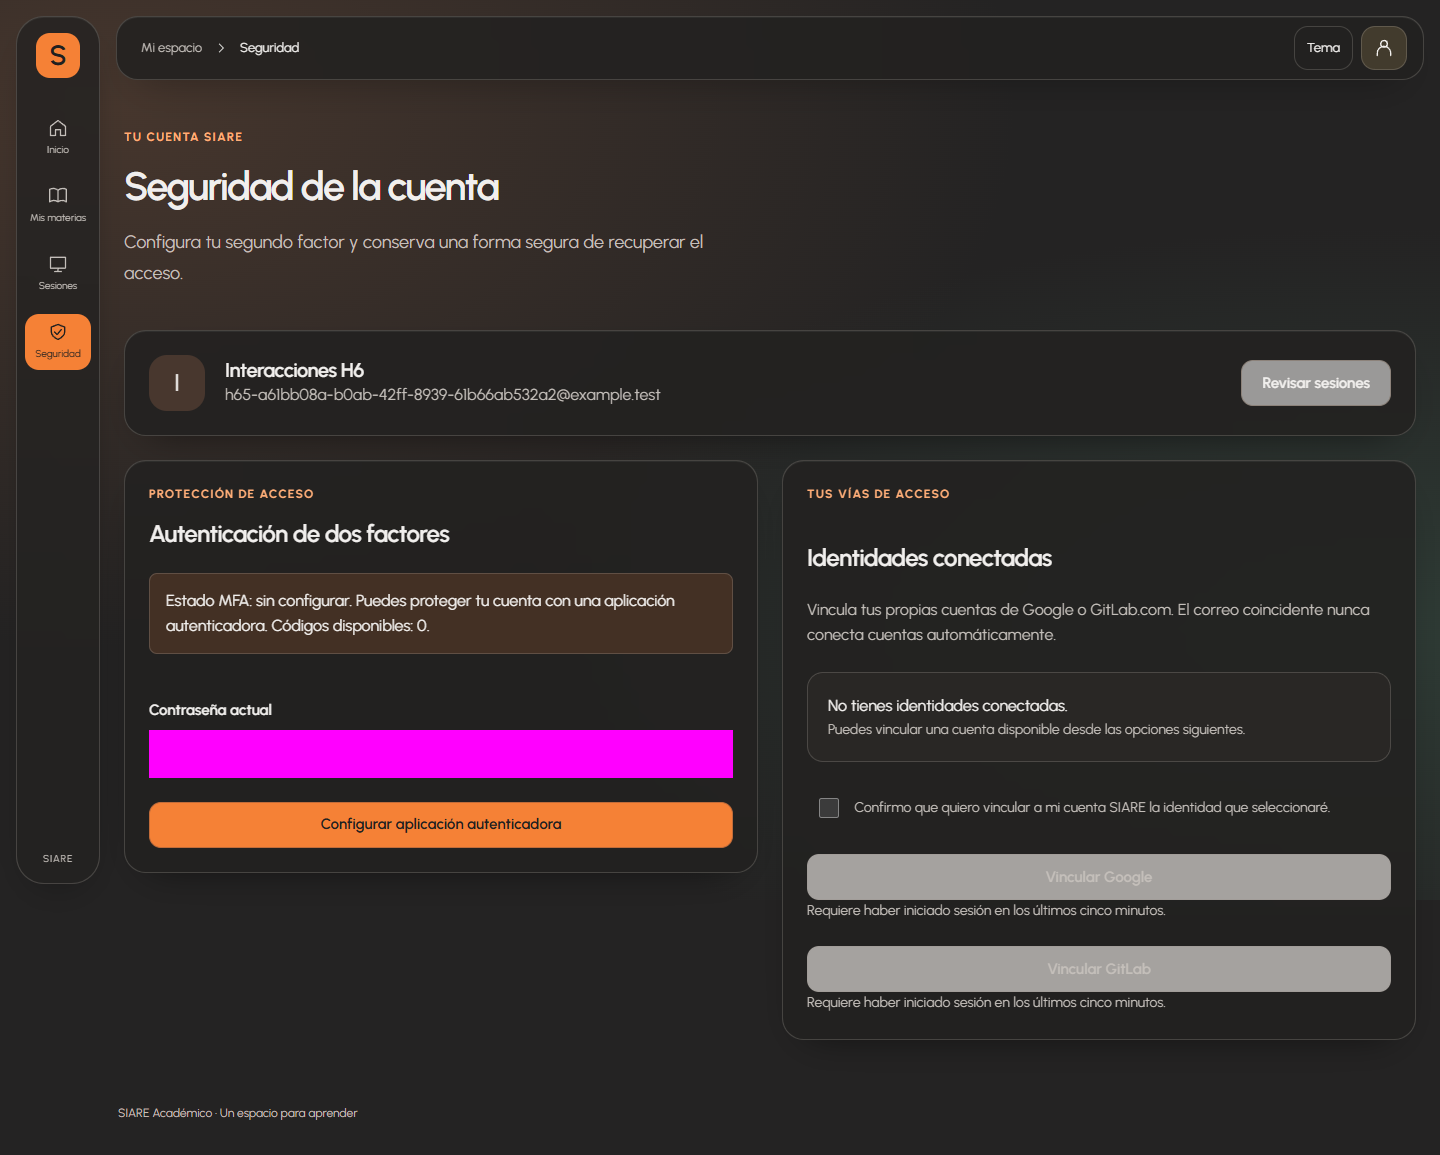 S
Inicio
Mis materias
Sesiones
Seguridad
SIARE
Mi espacio > Seguridad
Tema
TU CUENTA SIARE
Seguridad de la cuenta
Configura tu segundo factor y conserva una forma segura de recuperar el
acceso.
I
Interacciones H6
h65-a61bb08a-b0ab-42ff-8939-61b66ab532a2@example.test
Revisar sesiones
PROTECCIÓN DE ACCESO
Autenticación de dos factores
Estado MFA: sin configurar. Puedes proteger tu cuenta con una aplicación
autenticadora. Códigos disponibles: 0.
Contraseña actual
Configurar aplicación autenticadora
TUS VÍAS DE ACCESO
Identidades conectadas
Vincula tus propias cuentas de Google o GitLab.com. El correo coincidente nunca
conecta cuentas automáticamente.
No tienes identidades conectadas.
Puedes vincular una cuenta disponible desde las opciones siguientes.
Confirmo que quiero vincular a mi cuenta SIARE la identidad que seleccionaré.
Vincular Google
Requiere haber iniciado sesión en los últimos cinco minutos.
Vincular GitLab
Requiere haber iniciado sesión en los últimos cinco minutos.
SIARE Académico · Un espacio para aprender